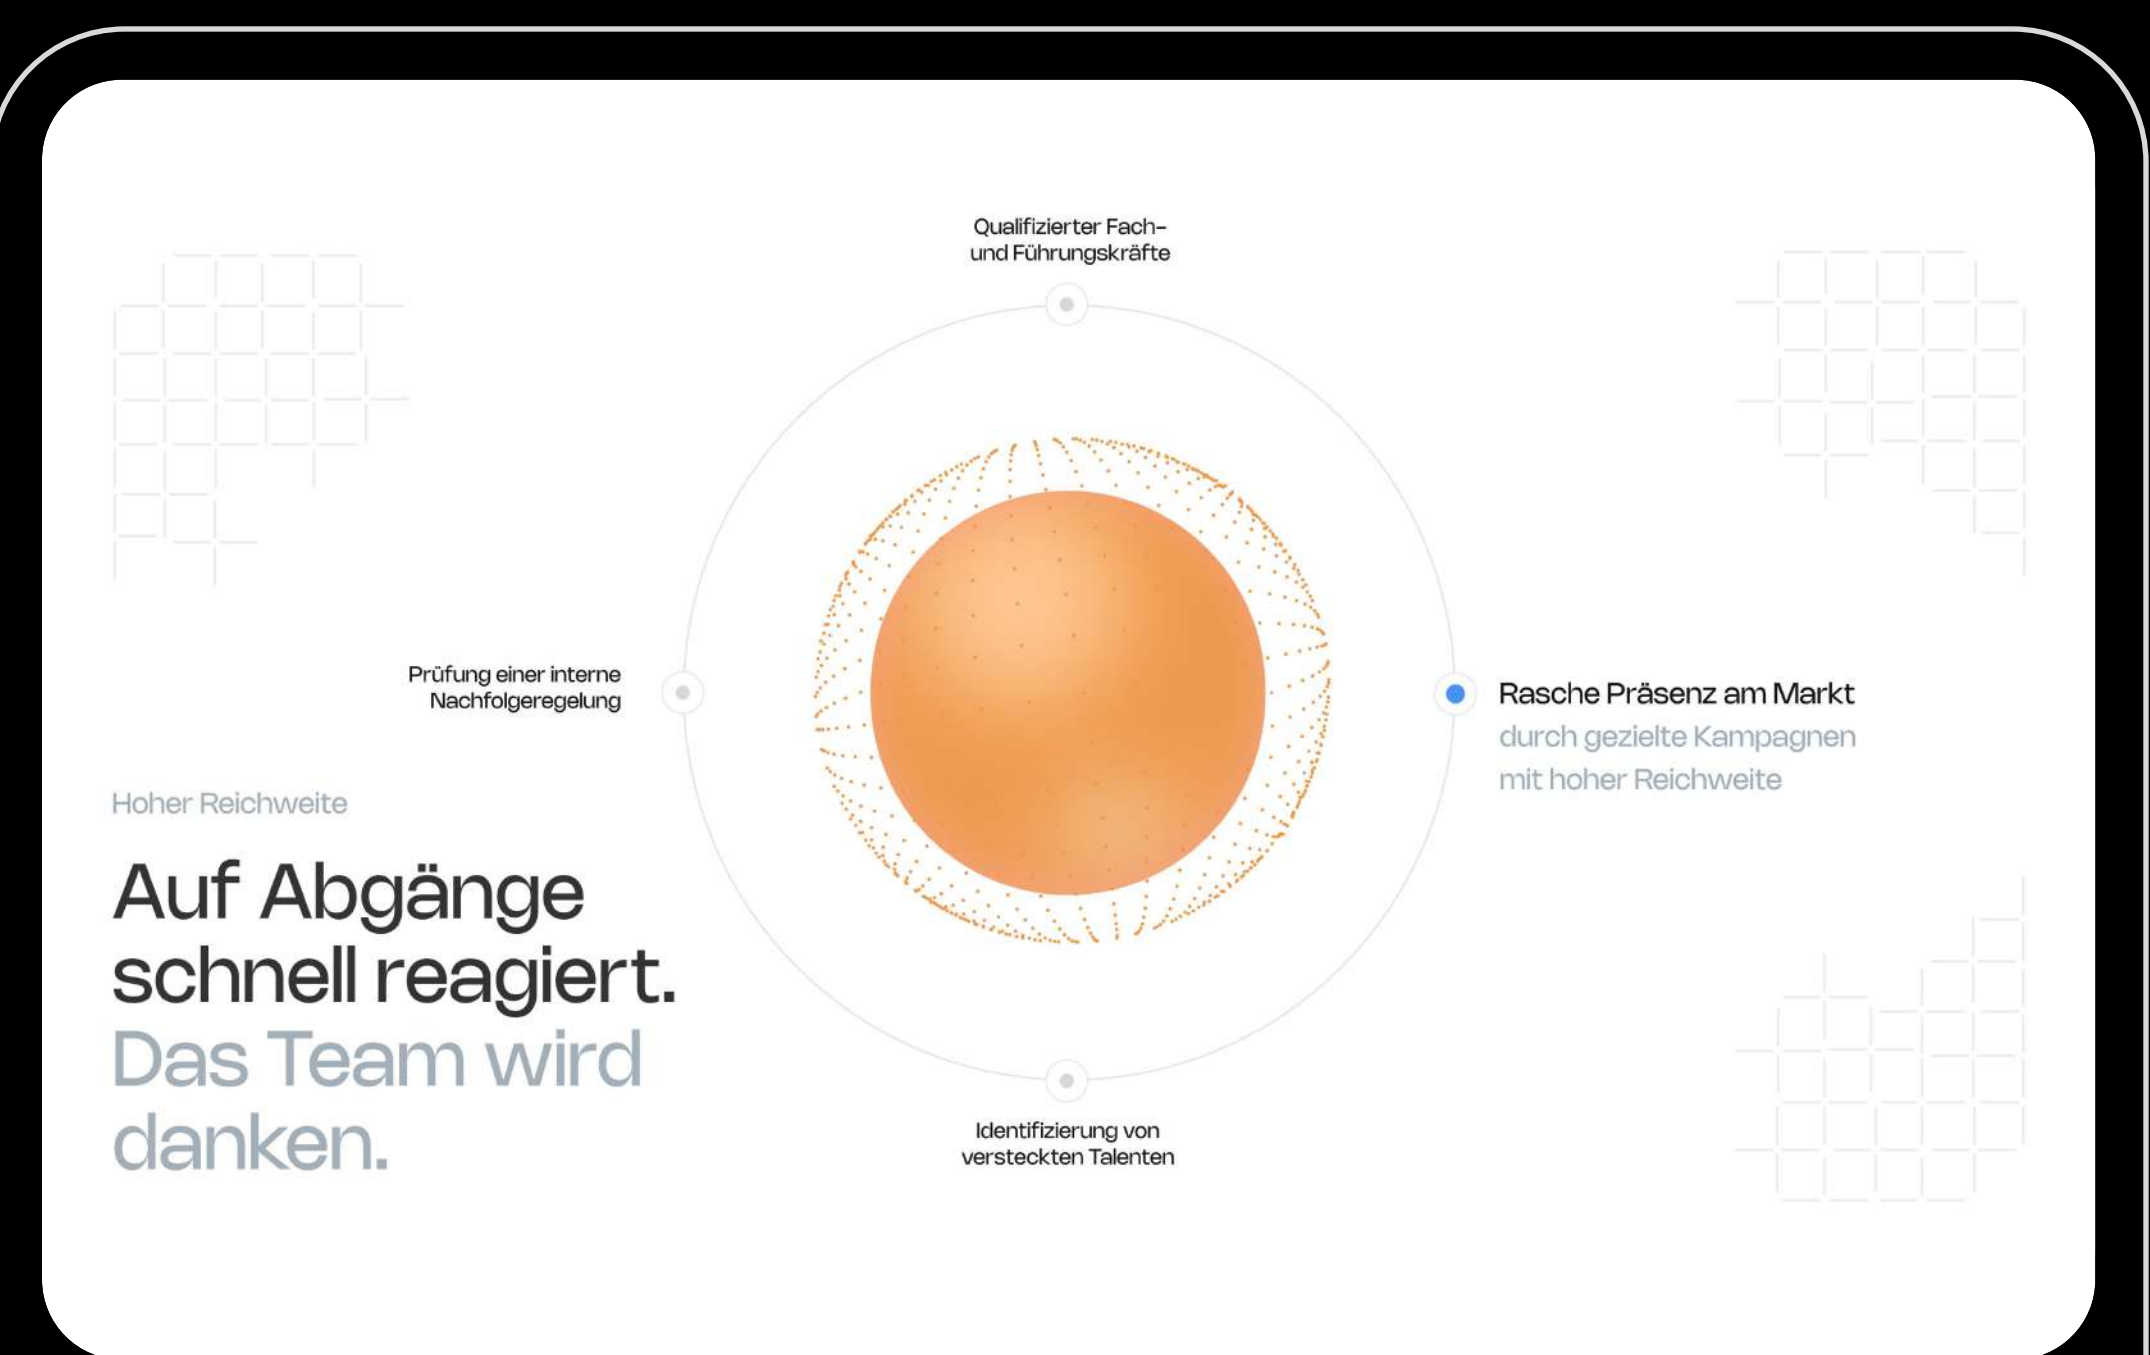 Qualifizierter Fach-
und Führungskräfte
Prüfung einer interne
Nachfolgeregelung
Rasche Präsenz am Markt
durch gezielte Kampagnen
mit hoher Reichweite
Hoher Reichweite
Auf Abgänge
schnell reagiert.
Das Team wird
danken.
Identifizierung von
versteckten Talenten